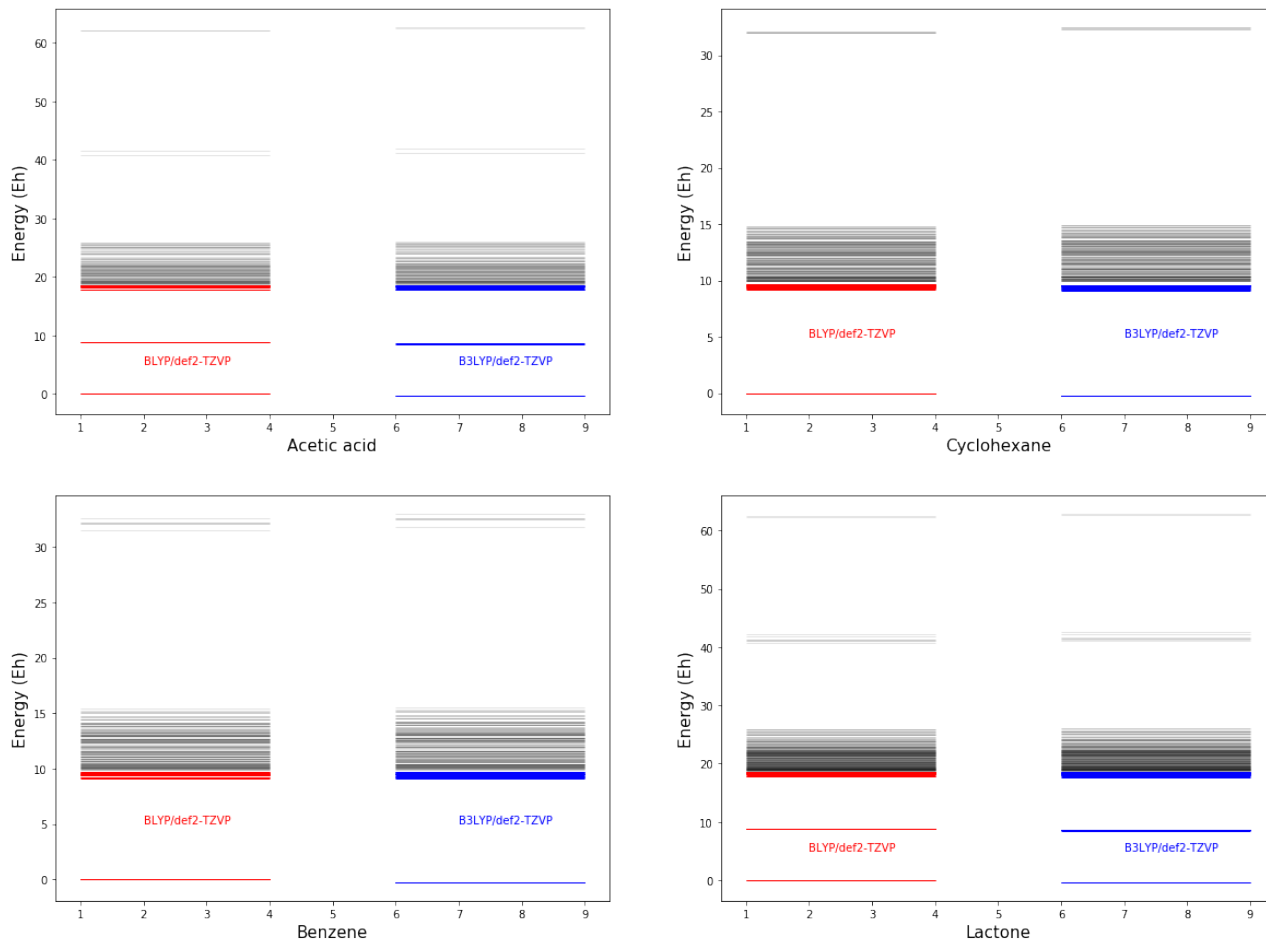 60
50
40
30
20
10
0
Energy (Eh)
BLYP/def2-TZVP
B3LYP/def2-TZVP
1 2 3 4 5 6 7 8 9
Acetic acid
30
25
20
15
10
5
0
Energy (Eh)
BLYP/def2-TZVP
B3LYP/def2-TZVP
1 2 3 4 5 6 7 8 9
Cyclohexane
30
25
20
15
10
5
0
Energy (Eh)
BLYP/def2-TZVP
B3LYP/def2-TZVP
1 2 3 4 5 6 7 8 9
Benzene
60
50
40
30
20
10
0
Energy (Eh)
BLYP/def2-TZVP
B3LYP/def2-TZVP
1 2 3 4 5 6 7 8 9
Lactone